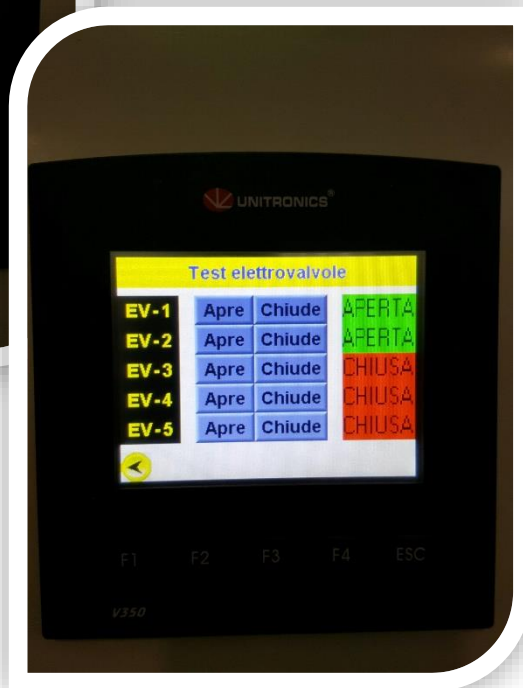 UNITRONICS®
Test elettrovalvole
EV-1 Apre Chiude APERTA
EV-2 Apre Chiude APERTA
EV-3 Apre Chiude CHIUSA
EV-4 Apre Chiude CHIUSA
EV-5 Apre Chiude CHIUSA
F1 F2 F3 F4 ESC
V350